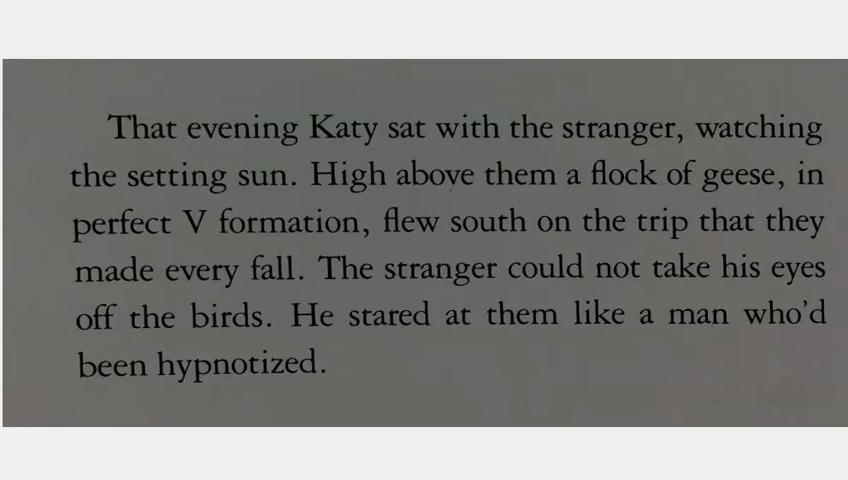 That evening Katy sat with the stranger, watching
the setting sun. High above them a flock of geese, in
perfect V formation, flew south on the trip that they
made every fall. The stranger could not take his eyes
off the birds. He stared at them like a man who'd
been hypnotized.